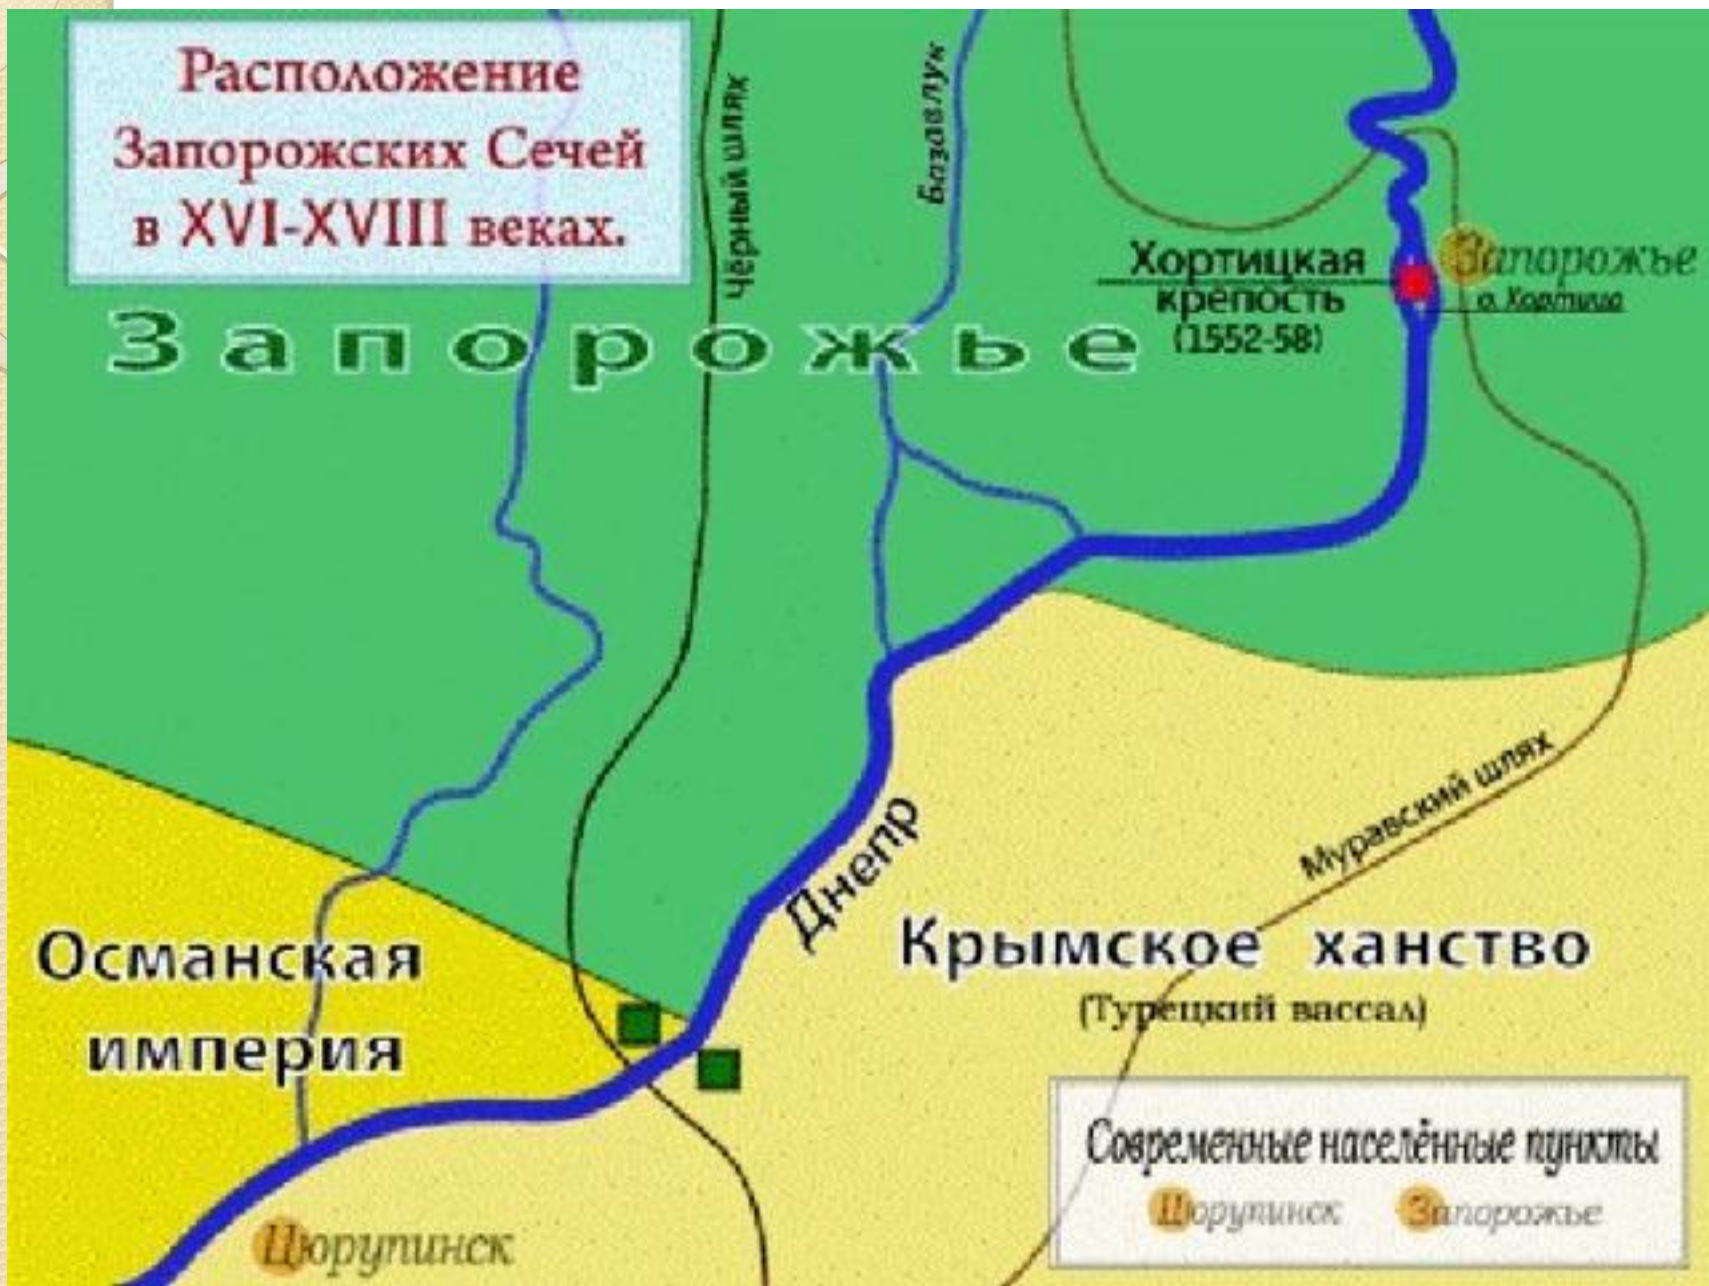 Расположение
Запорожских Сечей
в XVI-XVIII веках.
Чёрный шлях
Базавлук
Запорожье
Хортицкая
крепость
(1552-58)
Запорожье
о. Хортица
Днепр
Муравский шлях
Османская
империя
Крымское ханство
(Турецкий вассал)
Современные населённые пункты
Цюрупинск Запорожье
Цюрупинск